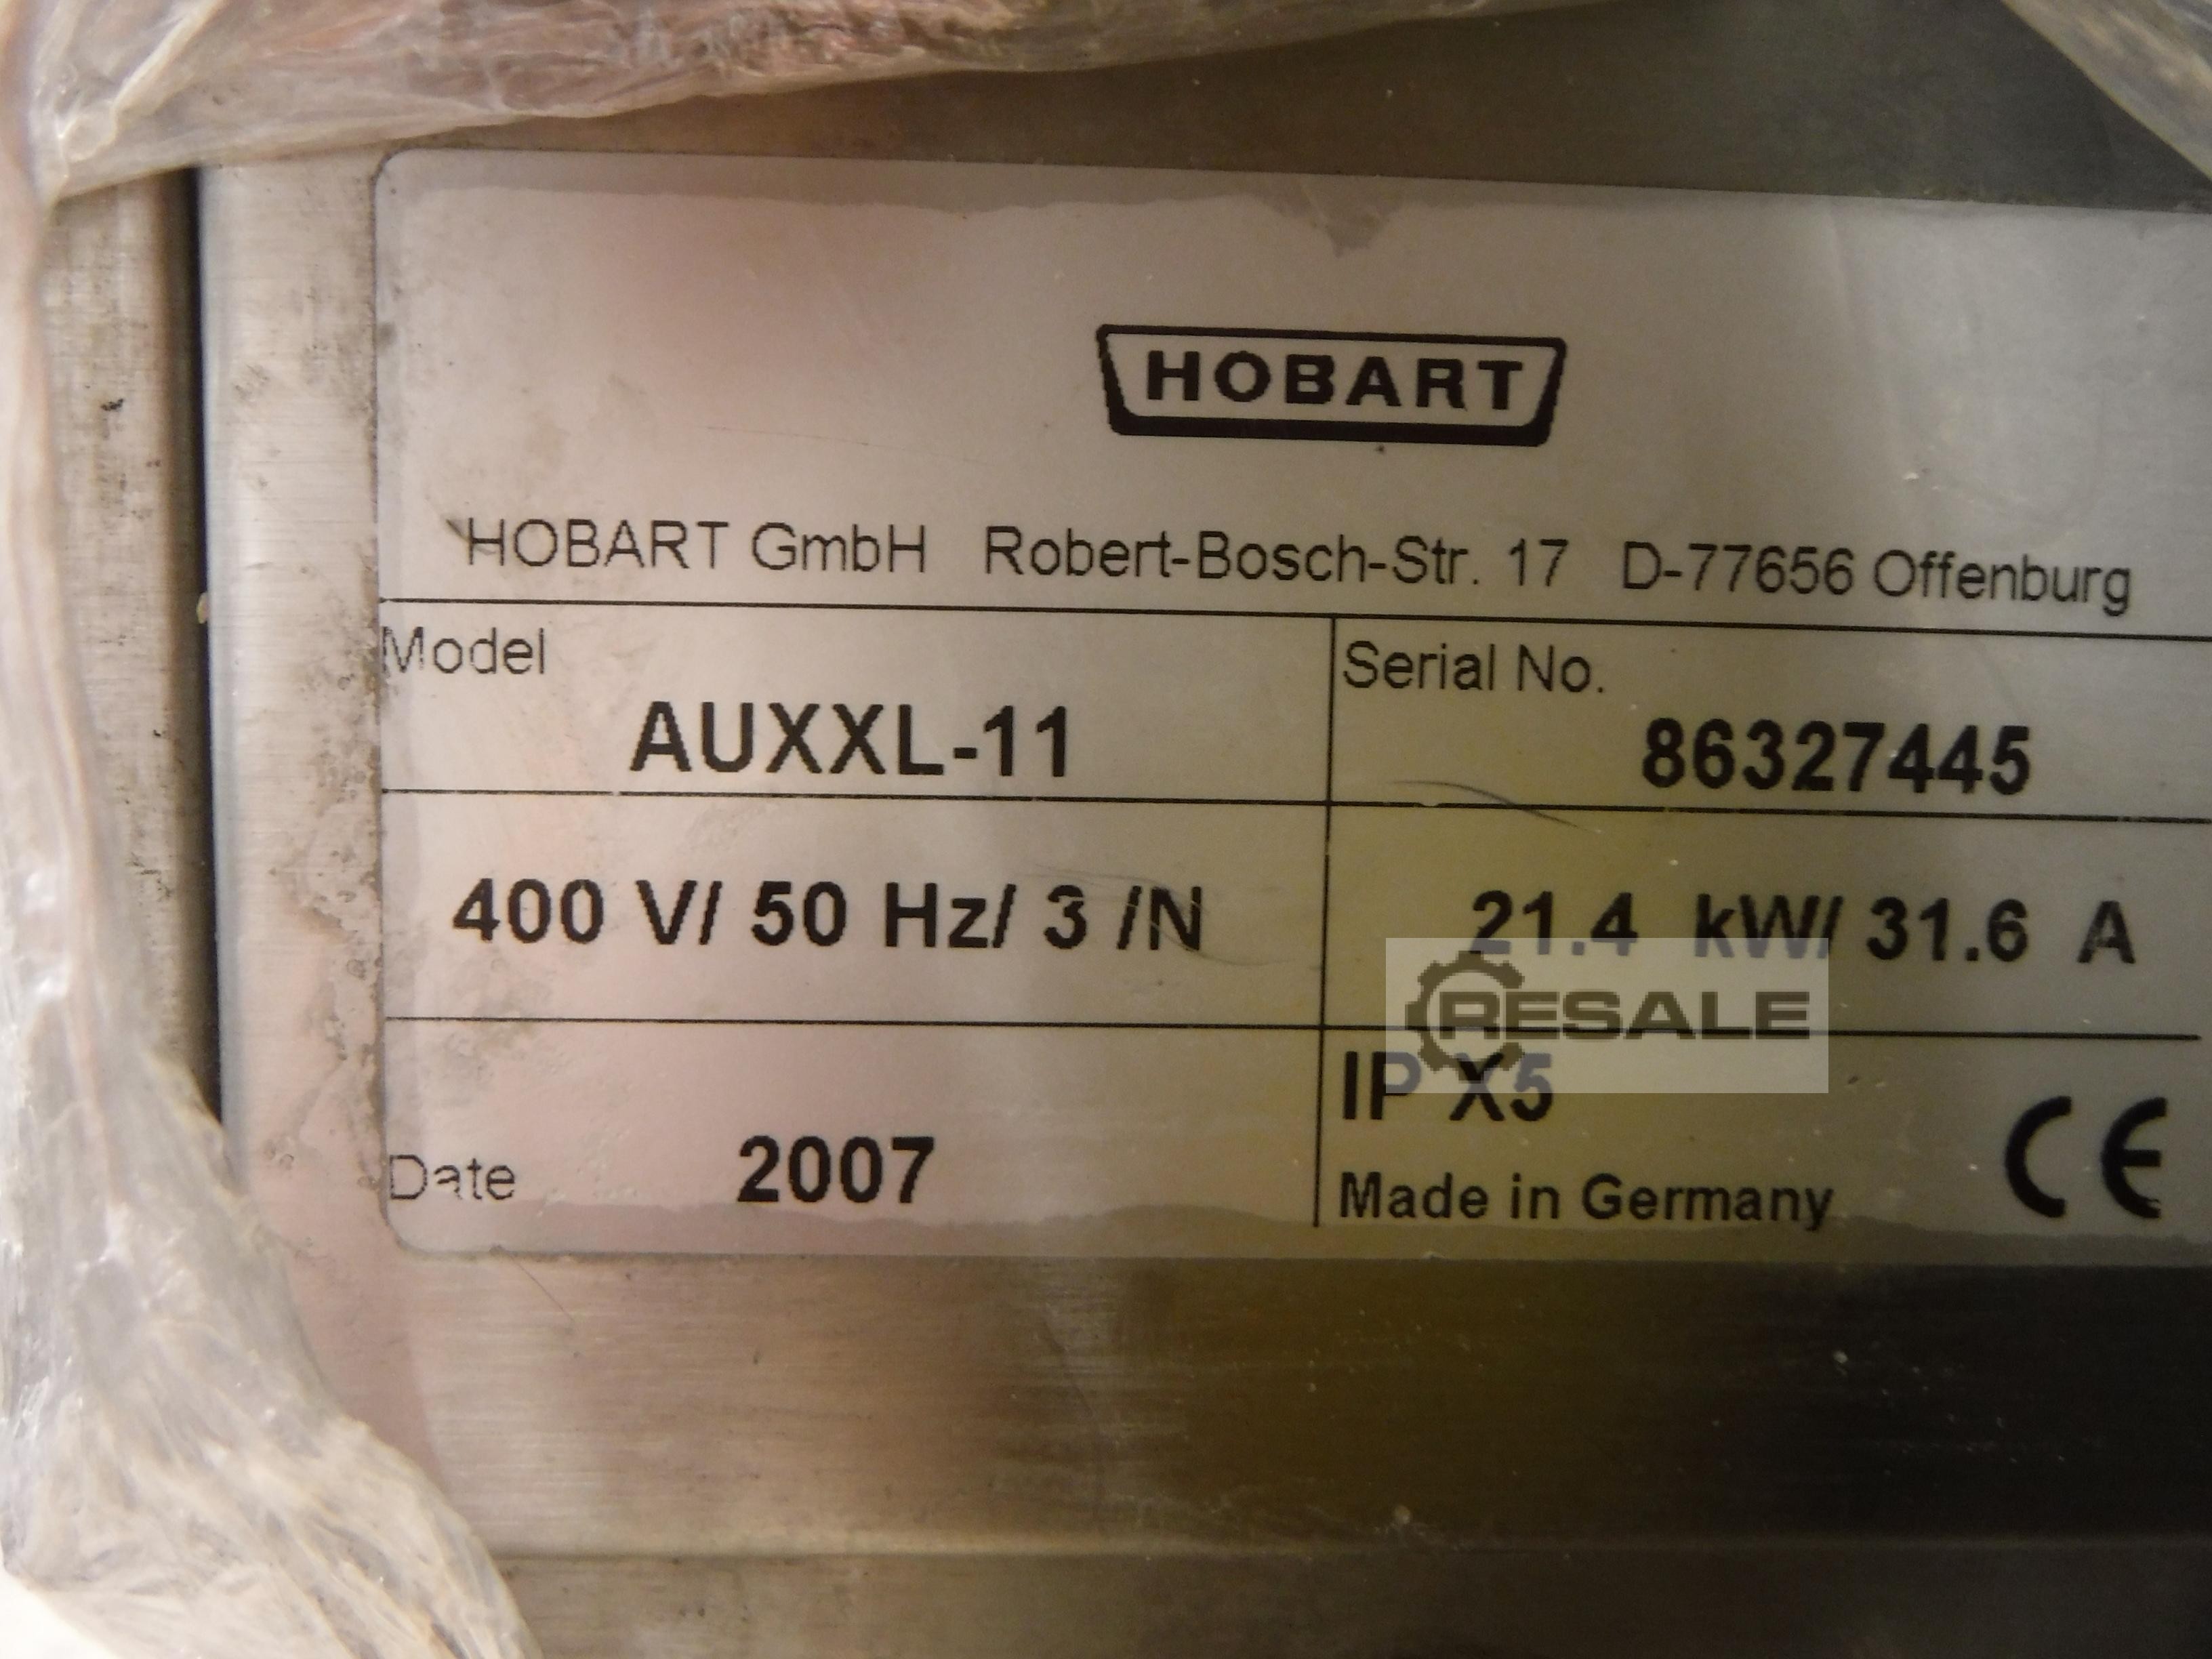 HOBART
HOBART GmbH Robert-Bosch-Str. 17 D-77656 Offenburg
Model
AUXXL-11
Serial No.
86327445
400 V/ 50 Hz/ 3 /N
21.4 kW/ 31.6 A
RESALE
Date 2007
IP X5
Made in Germany
CE